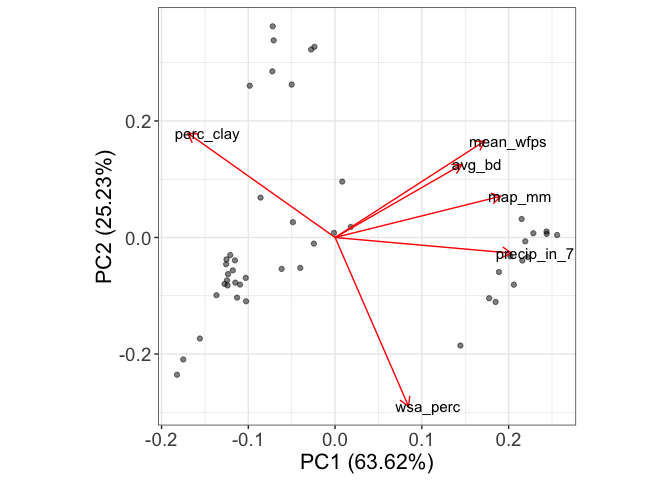 0.2
0.0
-0.2
PC2 (25.23%)
perc_clay
mean_wfps
avg_bd
map_mm
precip_in_7
wsa_perc
-0.2 -0.1 0.0 0.1 0.2
PC1 (63.62%)